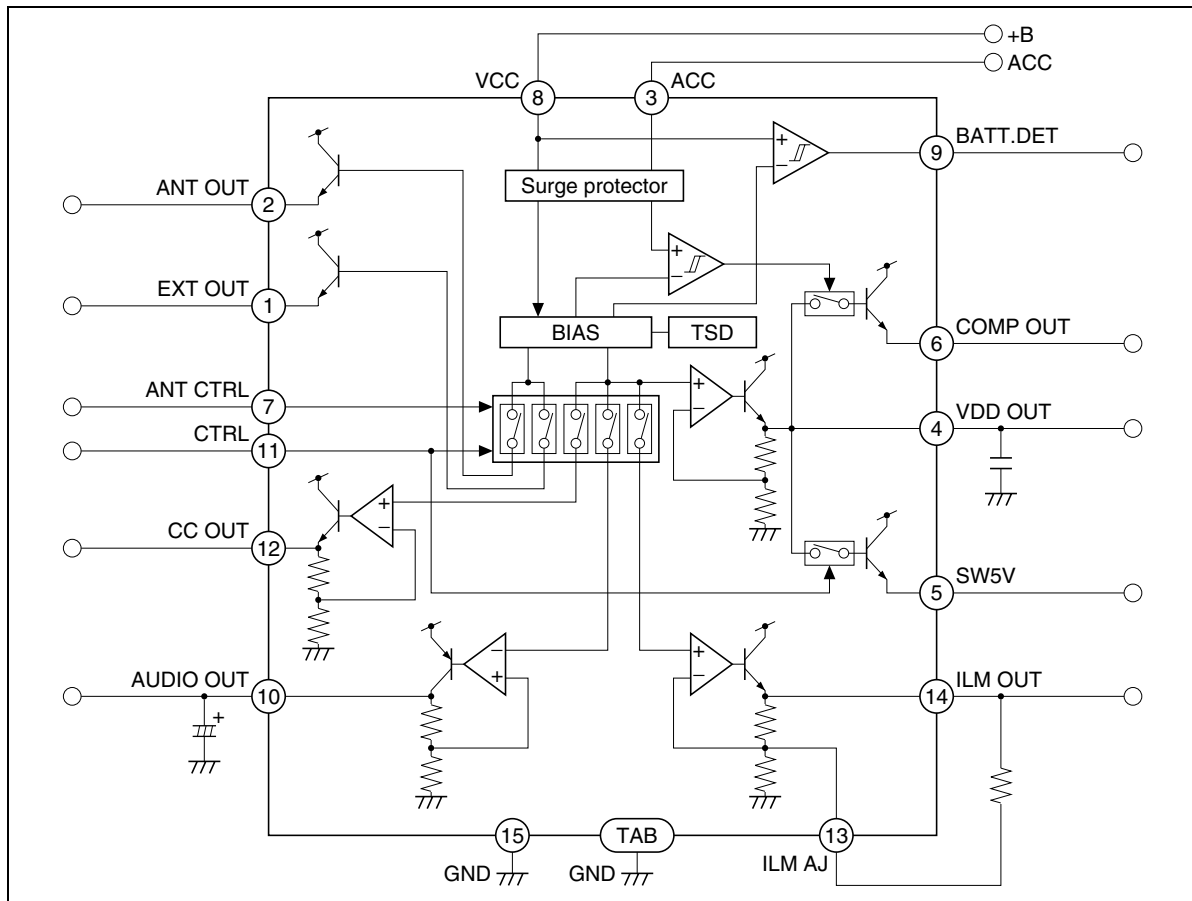 +B
ACC
VCC
8
3
ACC
BATT.DET
9
+
−
Surge protector
ANT OUT
2
+
−
EXT OUT
1
BIAS
TSD
COMP OUT
6
ANT CTRL
7
+
−
VDD OUT
4
CTRL
11
CC OUT
12
+
−
SW5V
5
AUDIO OUT
10
+
−
+
+
−
ILM OUT
14
15
TAB
13
GND
GND
ILM AJ